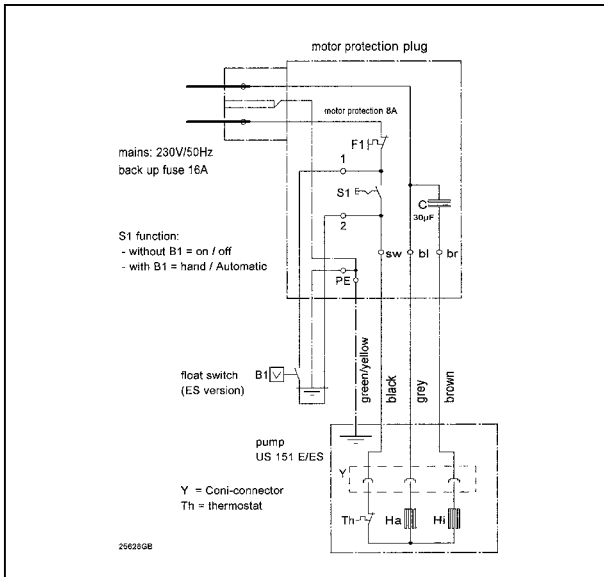 motor protection plug
motor protection 8A
F1
mains: 230V/50Hz
back up fuse 16A
1
S1
C
30µF
2
S1 function:
- without B1 = on / off
- with B1 = hand / Automatic
sw
bl
br
PE
float switch
(ES version)
B1
green/yellow
black
grey
brown
pump
US 151 E/ES
Y
Y = Coni-connector
Th = thermostat
Th
Ha
Hi
25628GB